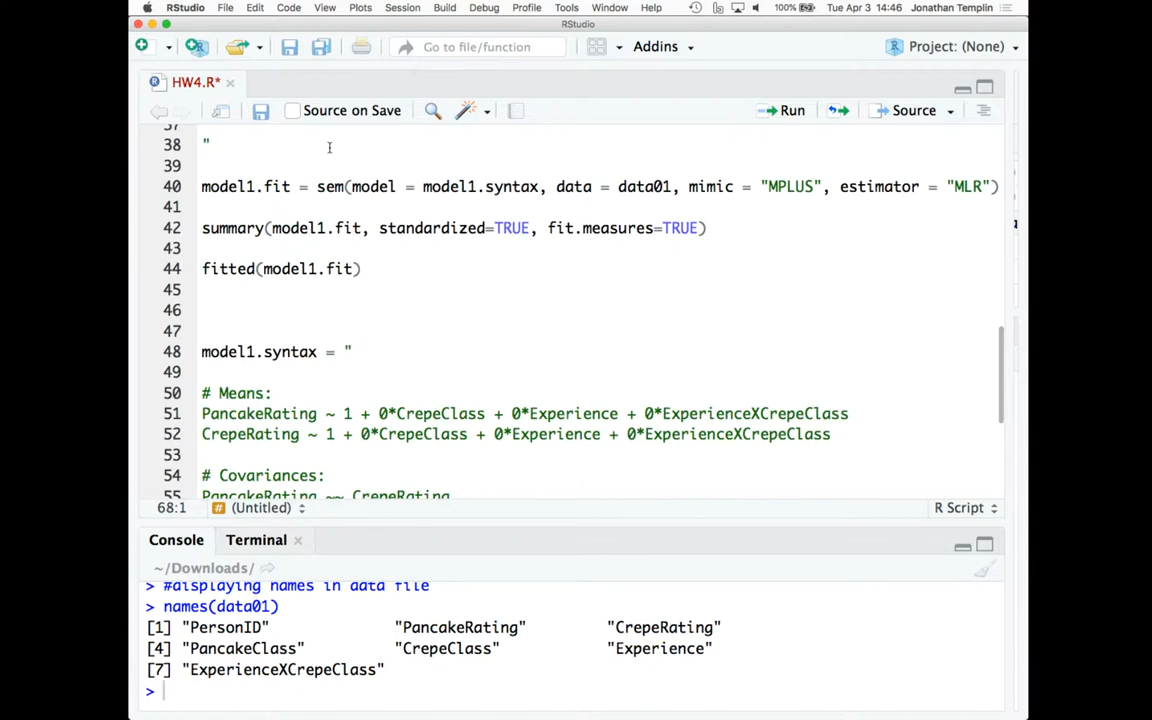 RStudio File Edit Code View Plots Session Build Debug Profile Tools Window Help 100% Tue Apr 3 14:46 Jonathan Templin
RStudio
Go to file/function Addins Project: (None)
HW4.R*
Source on Save Run Source
37
38 "
39
40 model1.fit = sem(model = model1.syntax, data = data01, mimic = "MPLUS", estimator = "MLR")
41
42 summary(model1.fit, standardized=TRUE, fit.measures=TRUE)
43
44 fitted(model1.fit)
45
46
47
48 model1.syntax = "
49
50 # Means:
51 PancakeRating ~ 1 + 0*CrepeClass + 0*Experience + 0*ExperienceXCrepeClass
52 CrepeRating ~ 1 + 0*CrepeClass + 0*Experience + 0*ExperienceXCrepeClass
53
54 # Covariances:
55 PancakeRating ~~ CrepeRating
68:1 # (Untitled) R Script
Console Terminal
~/Downloads/
> #displaying names in data file
> names(data01)
[1] "PersonID" "PancakeRating" "CrepeRating"
[4] "PancakeClass" "CrepeClass" "Experience"
[7] "ExperienceXCrepeClass"
>